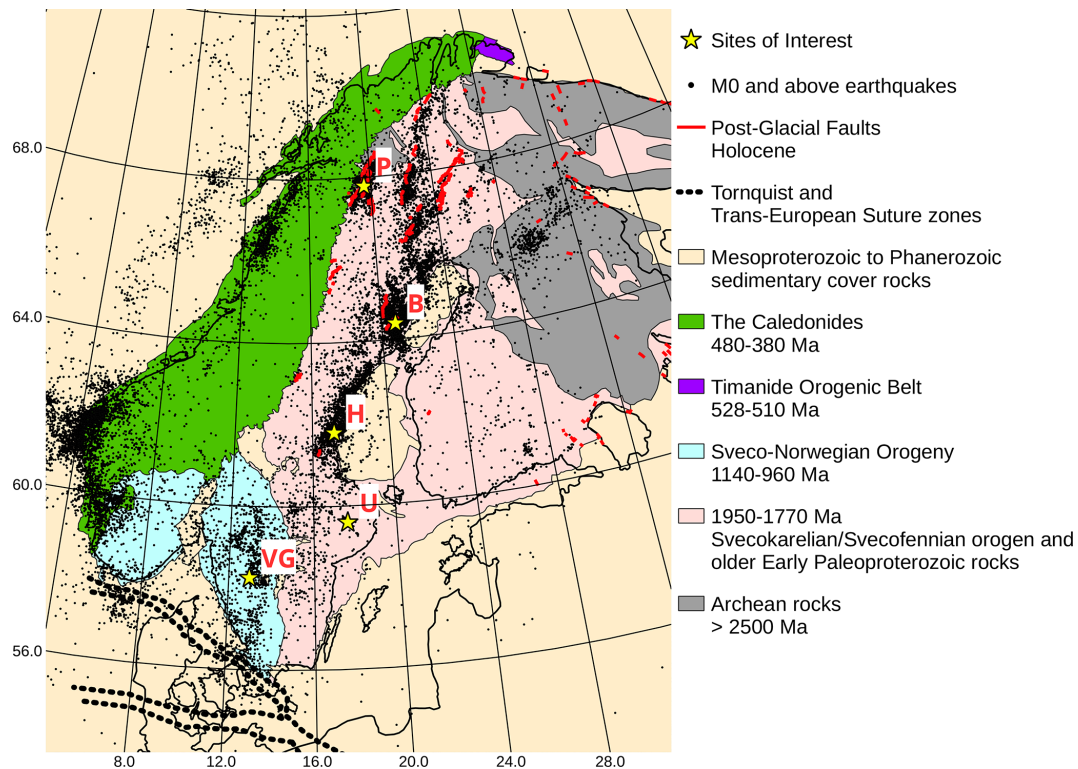 Sites of Interest
M0 and above earthquakes
Post-Glacial Faults
Holocene
Tornquist and
Trans-European Suture zones
Mesoproterozoic to Phanerozoic
sedimentary cover rocks
The Caledonides
480-380 Ma
Timanide Orogenic Belt
528-510 Ma
Sveco-Norwegian Orogeny
1140-960 Ma
1950-1770 Ma
Svecokarelian/Svecofennian orogen and
older Early Paleoproterozoic rocks
Archean rocks
> 2500 Ma
68.0
64.0
60.0
56.0
P
B
H
U
VG
8.0 12.0 16.0 20.0 24.0 28.0